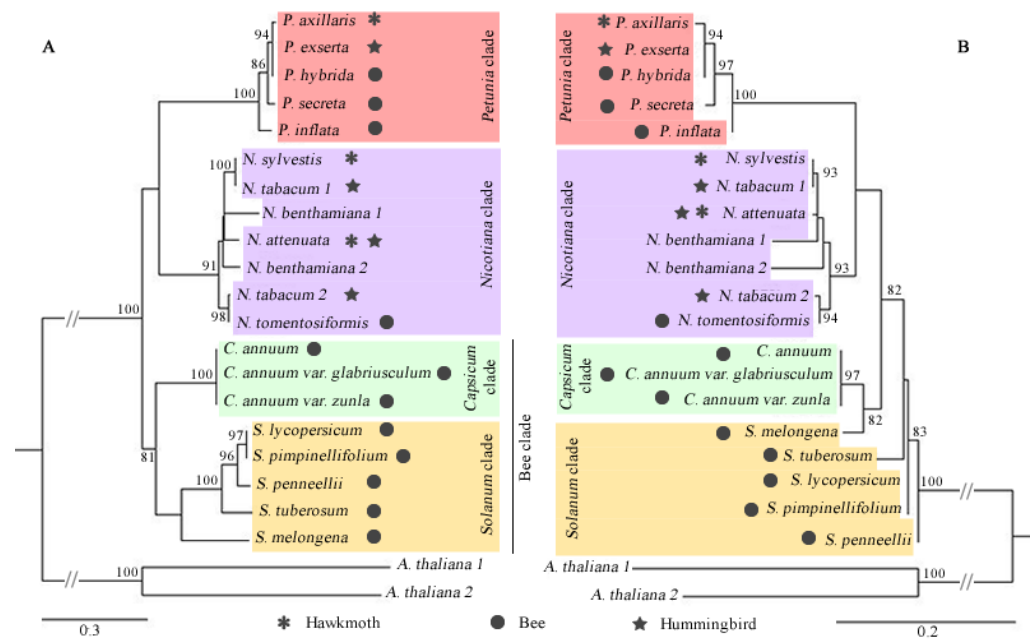 A
94
86
100
P. axillaris
P. exserta
P. hybrida
P. secreta
P. inflata
Petunia clade
100
91
98
N. sylvestis
N. tabacum 1
N. benthamiana 1
N. attenuata
N. benthamiana 2
N. tabacum 2
N. tomentosiformis
Nicotiana clade
100
//
100
C. annuum
C. annuum var. glabriusculum
C. annuum var. zunla
Capsicum
clade
81
97
96
100
S. lycopersicum
S. pimpinellifolium
S. penneellii
S. tuberosum
S. melongena
Solanum clade
Bee clade
//
100
A. thaliana 1
A. thaliana 2
0.3
B
Petunia clade
P. axillaris
P. exserta
P. hybrida
P. secreta
P. inflata
94
97
100
Nicotiana clade
N. sylvestis
N. tabacum 1
N. attenuata
N. benthamiana 1
N. benthamiana 2
N. tabacum 2
N. tomentosiformis
93
93
94
82
Capsicum
clade
C. annuum
C. annuum var. glabriusculum
C. annuum var. zunla
97
82
Solanum clade
S. melongena
S. tuberosum
S. lycopersicum
S. pimpinellifolium
S. penneellii
83
100
//
A. thaliana 1
A. thaliana 2
100
//
0.2
Hawkmoth
Bee
Hummingbird